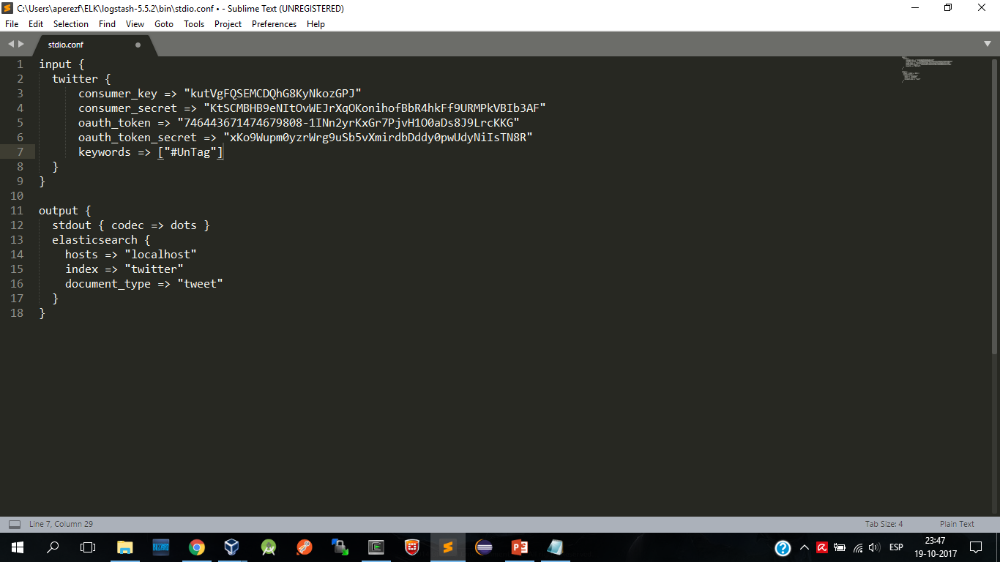 C:\Users\aperezf\ELK\logstash-5.5.2\bin\stdio.conf • - Sublime Text (UNREGISTERED)
File Edit Selection Find View Goto Tools Project Preferences Help
stdio.conf
1 input {
2 twitter {
3 consumer_key => "kutVgFQSEMCDQhG8KyNkozGPJ"
4 consumer_secret => "KtSCMBHB9eNItOvWEJrXqOKonihofBbR4hkFf9URMPkVBIb3AF"
5 oauth_token => "746443671474679808-1INn2yrKxGr7PjvH1O0aDs8J9LrcKKG"
6 oauth_token_secret => "xKo9Wupm0yzrWrg9uSb5vXmirdbDddy0pwUdyNiIsTN8R"
7 keywords => ["#UnTag"]
8 }
9 }
10
11 output {
12 stdout { codec => dots }
13 elasticsearch {
14 hosts => "localhost"
15 index => "twitter"
16 document_type => "tweet"
17 }
18 }
Line 7, Column 29 Tab Size: 4 Plain Text
ESP 23:47
19-10-2017